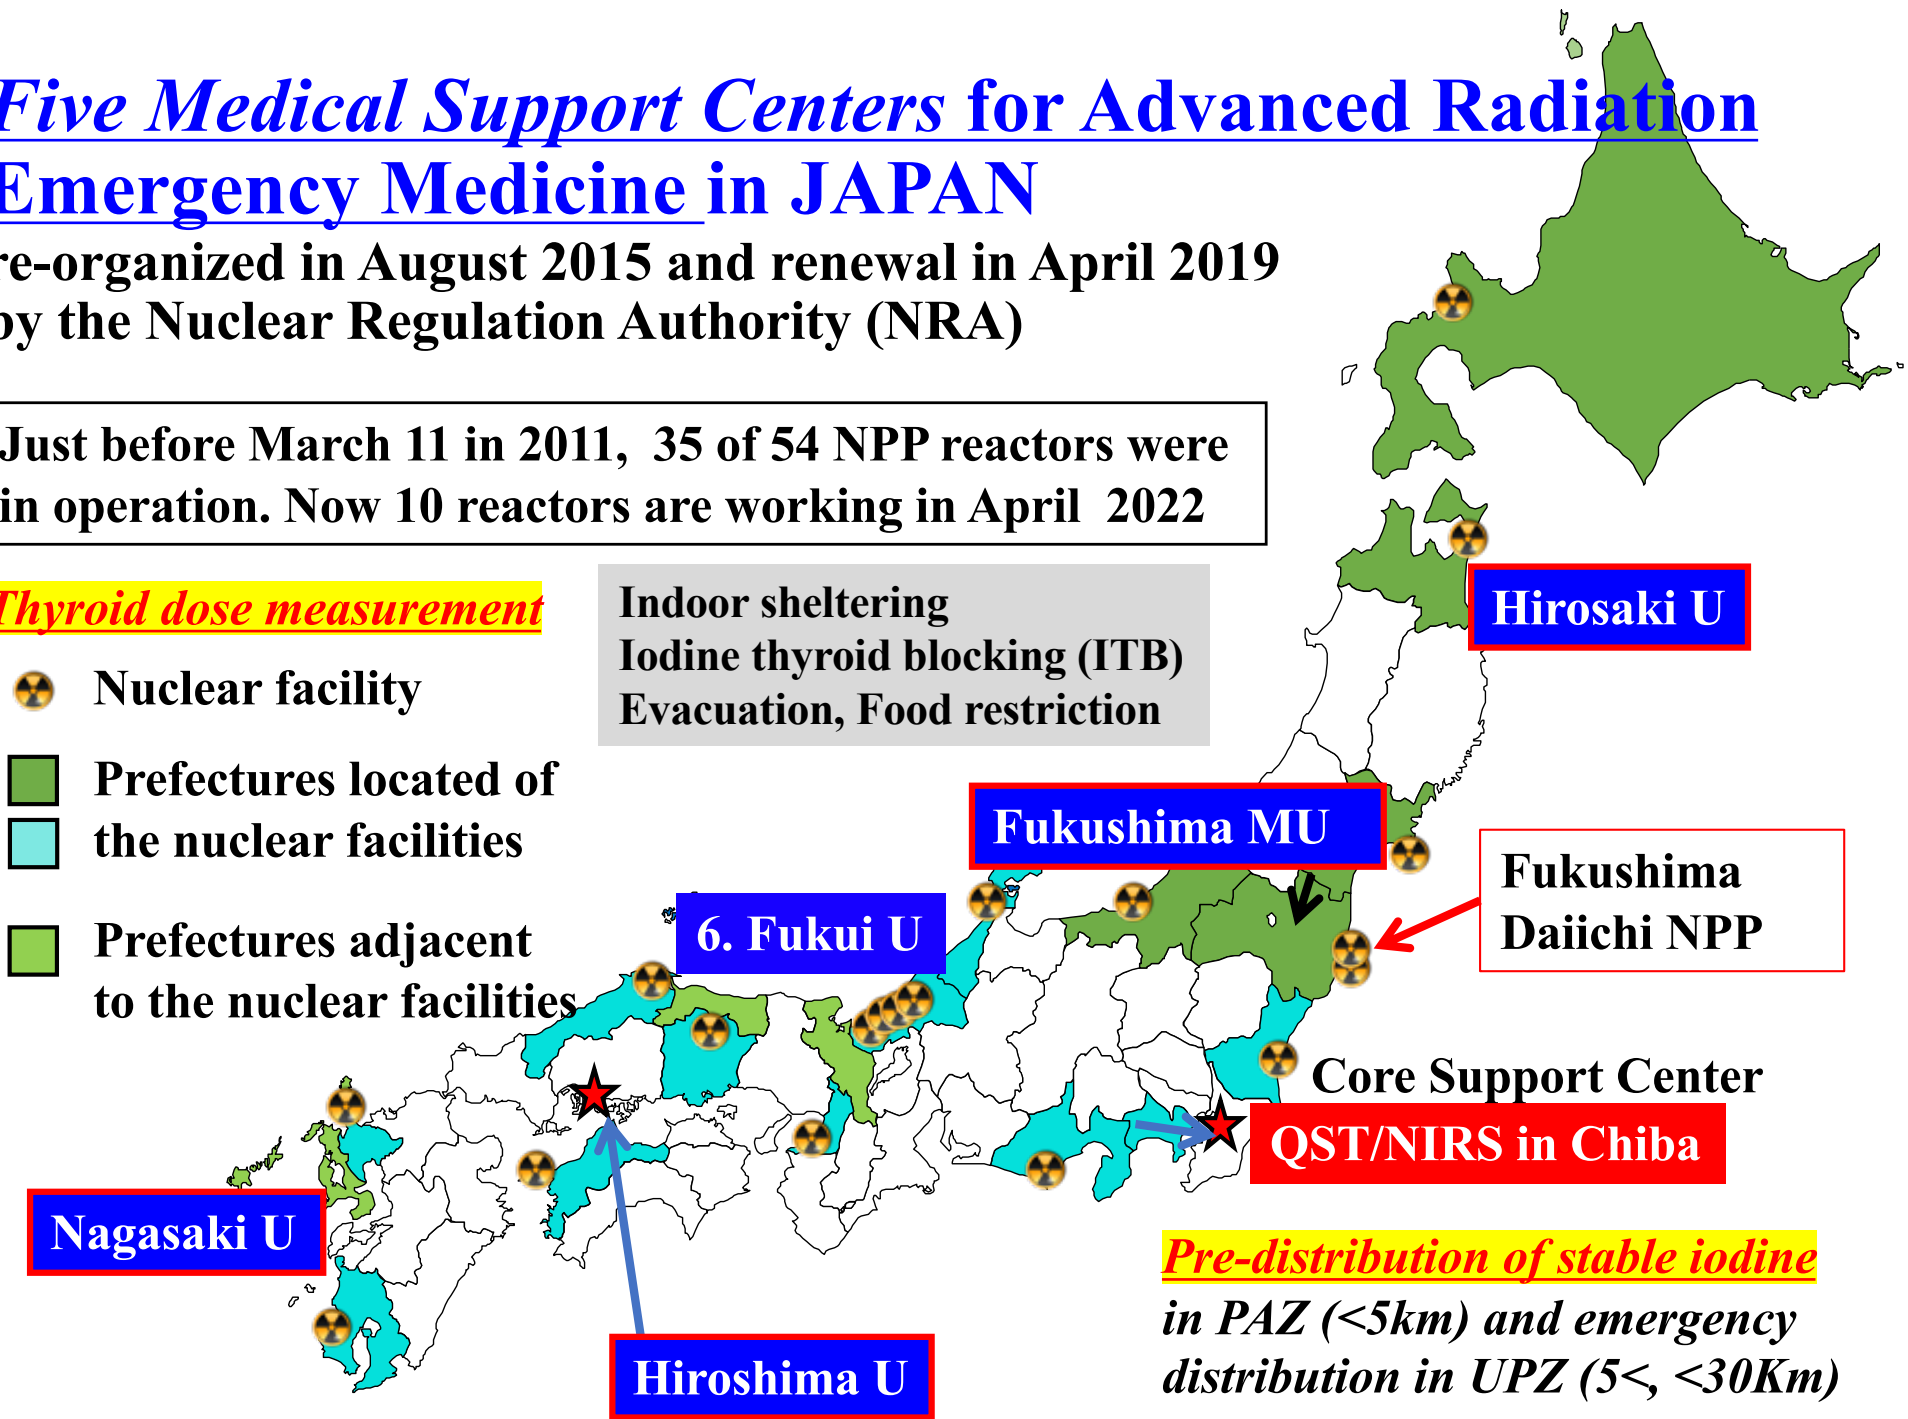 Five Medical Support Centers for Advanced Radiation
Emergency Medicine in JAPAN
re-organized in August 2015 and renewal in April 2019
by the Nuclear Regulation Authority (NRA)
Just before March 11 in 2011, 35 of 54 NPP reactors were
in operation. Now 10 reactors are working in April 2022
Thyroid dose measurement
Nuclear facility
Prefectures located of
the nuclear facilities
Prefectures adjacent
to the nuclear facilities
Indoor sheltering
Iodine thyroid blocking (ITB)
Evacuation, Food restriction
Hirosaki U
Fukushima MU
Fukushima
Daiichi NPP
6. Fukui U
Core Support Center
QST/NIRS in Chiba
Nagasaki U
Hiroshima U
Pre-distribution of stable iodine
in PAZ (<5km) and emergency
distribution in UPZ (5<, <30Km)